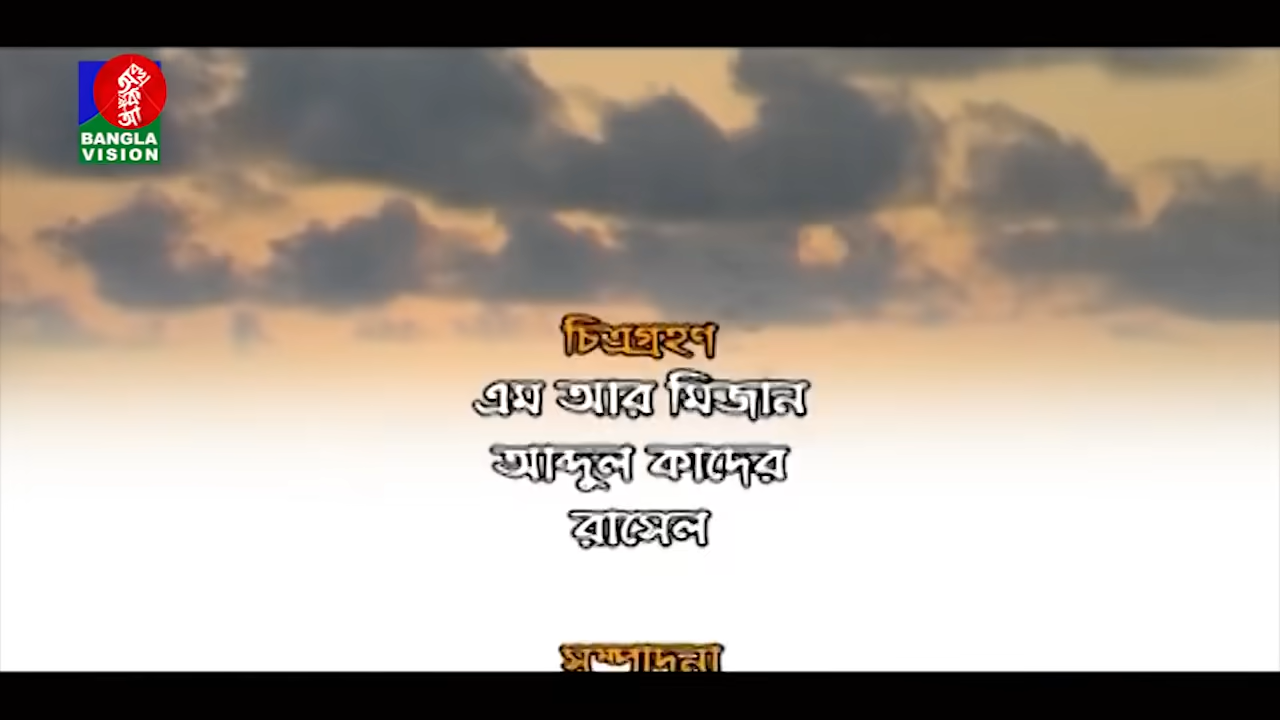 BANGLA
VISION
চিত্রগ্রহণ
এম আর মিজান
আব্দুল কাদের
রাসেল
সম্পাদনা